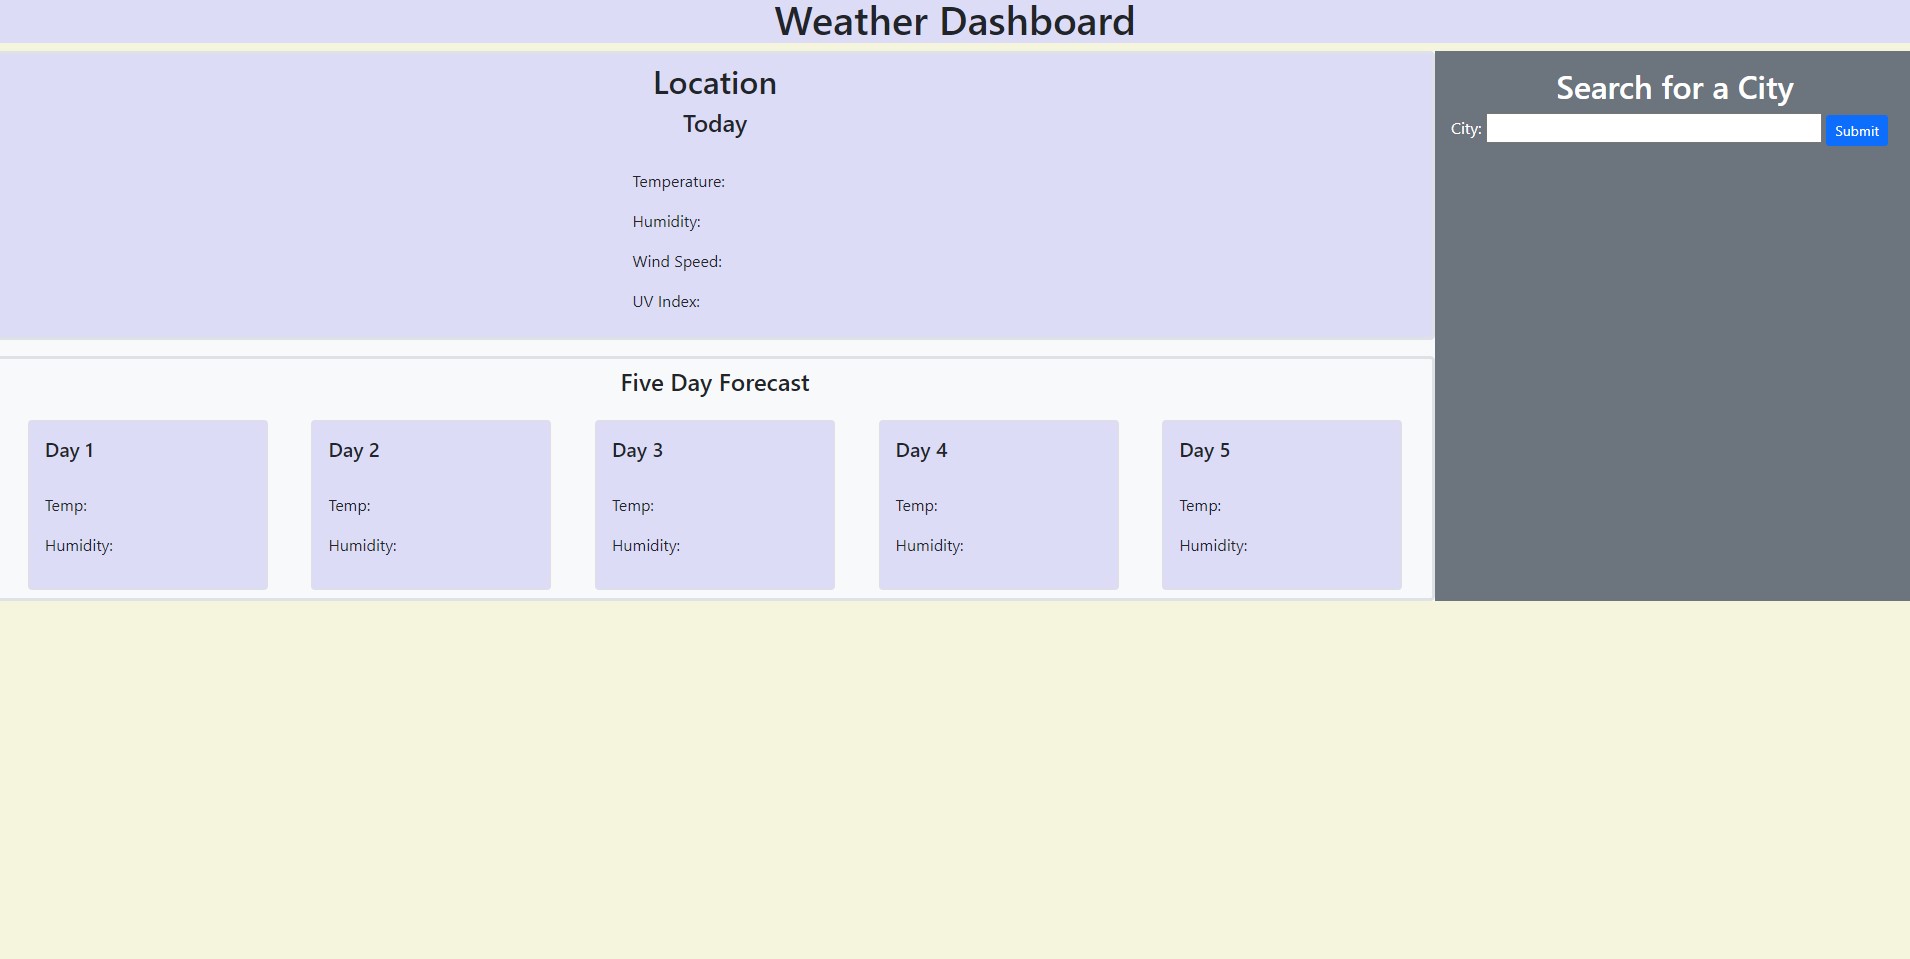 Weather Dashboard
Location
Today
Temperature:
Humidity:
Wind Speed:
UV Index:
Search for a City
City: Submit
Five Day Forecast
Day 1
Temp:
Humidity:
Day 2
Temp:
Humidity:
Day 3
Temp:
Humidity:
Day 4
Temp:
Humidity:
Day 5
Temp:
Humidity: